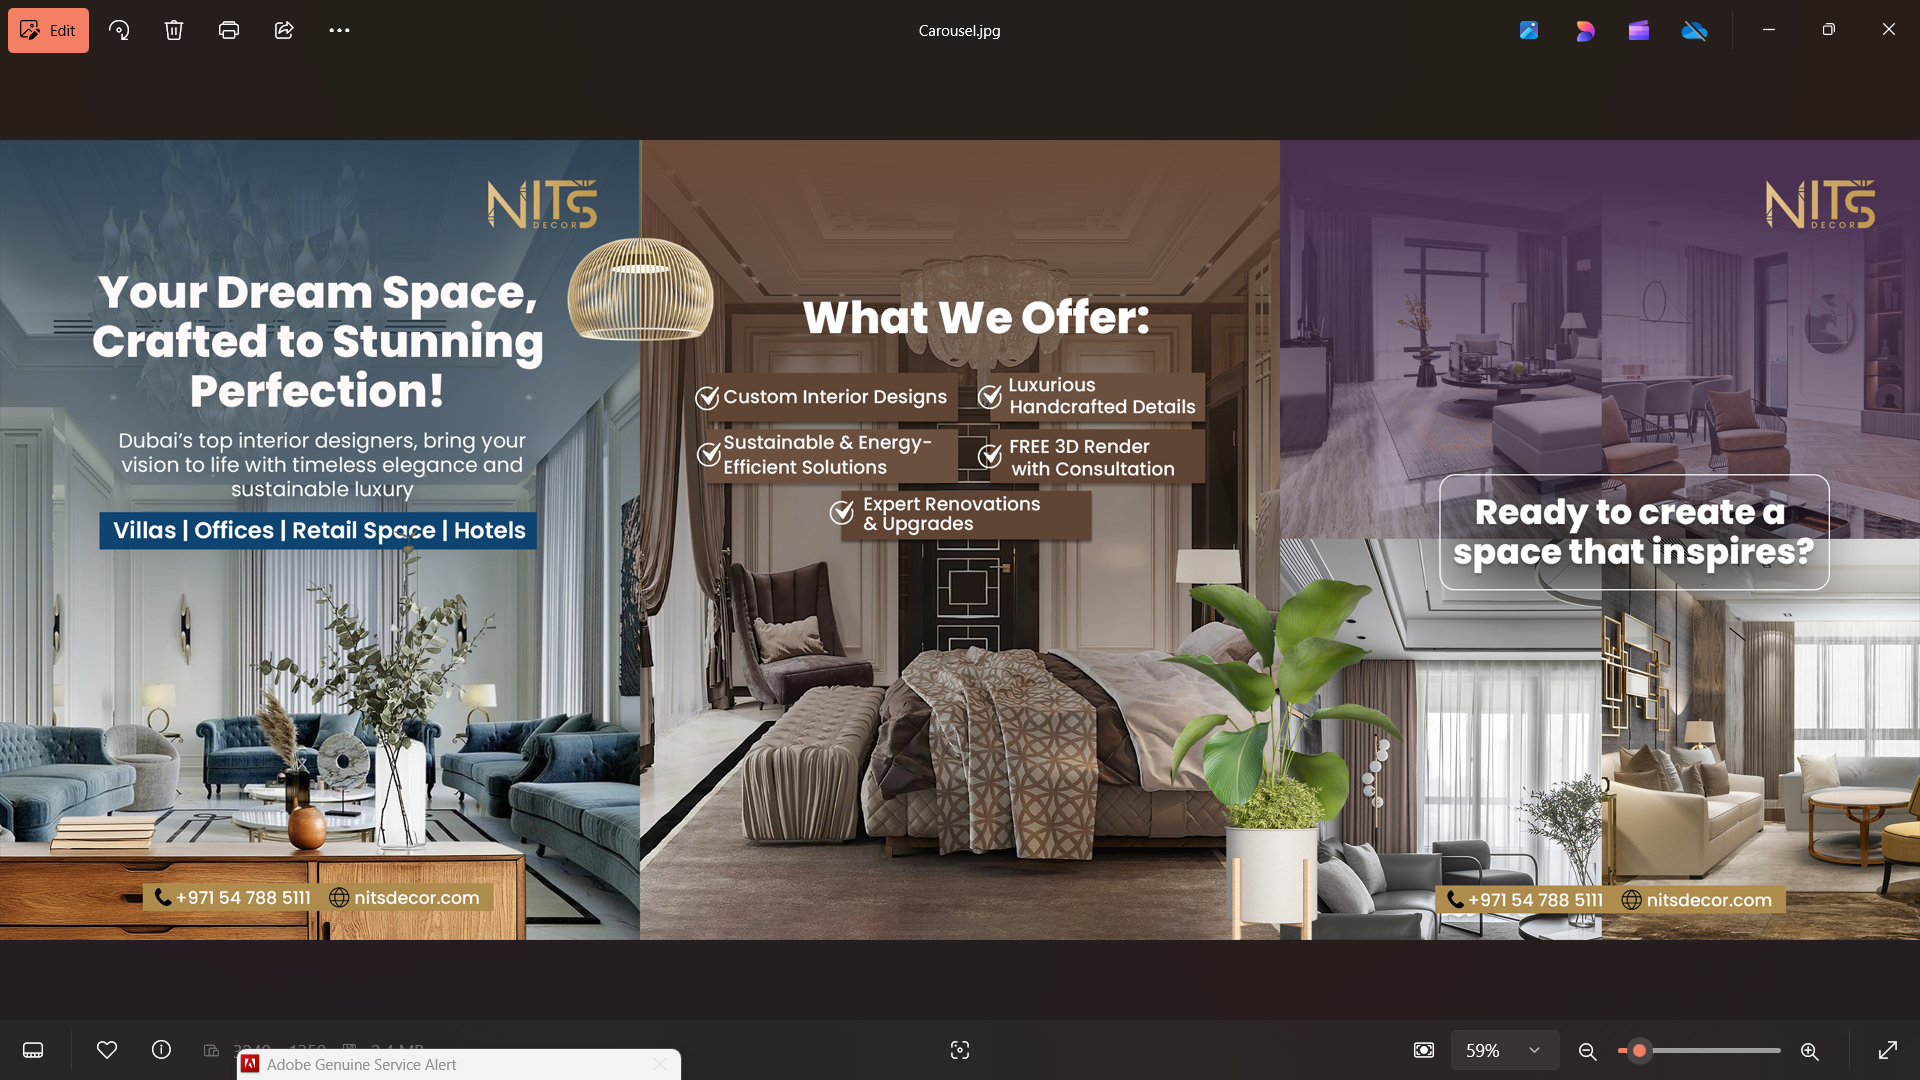 Edit
Carousel.jpg
NITS
DECOR
Your Dream Space,
Crafted to Stunning
Perfection!
Dubai's top interior designers, bring your
vision to life with timeless elegance and
sustainable luxury
Villas | Offices | Retail Space | Hotels
+971 54 788 5111 nitsdecor.com
What We Offer:
Custom Interior Designs
Luxurious
Handcrafted Details
Sustainable & Energy-
Efficient Solutions
FREE 3D Render
with Consultation
Expert Renovations
& Upgrades
NITS
DECOR
Ready to create a
space that inspires?
+971 54 788 5111 nitsdecor.com
59%
Adobe Genuine Service Alert